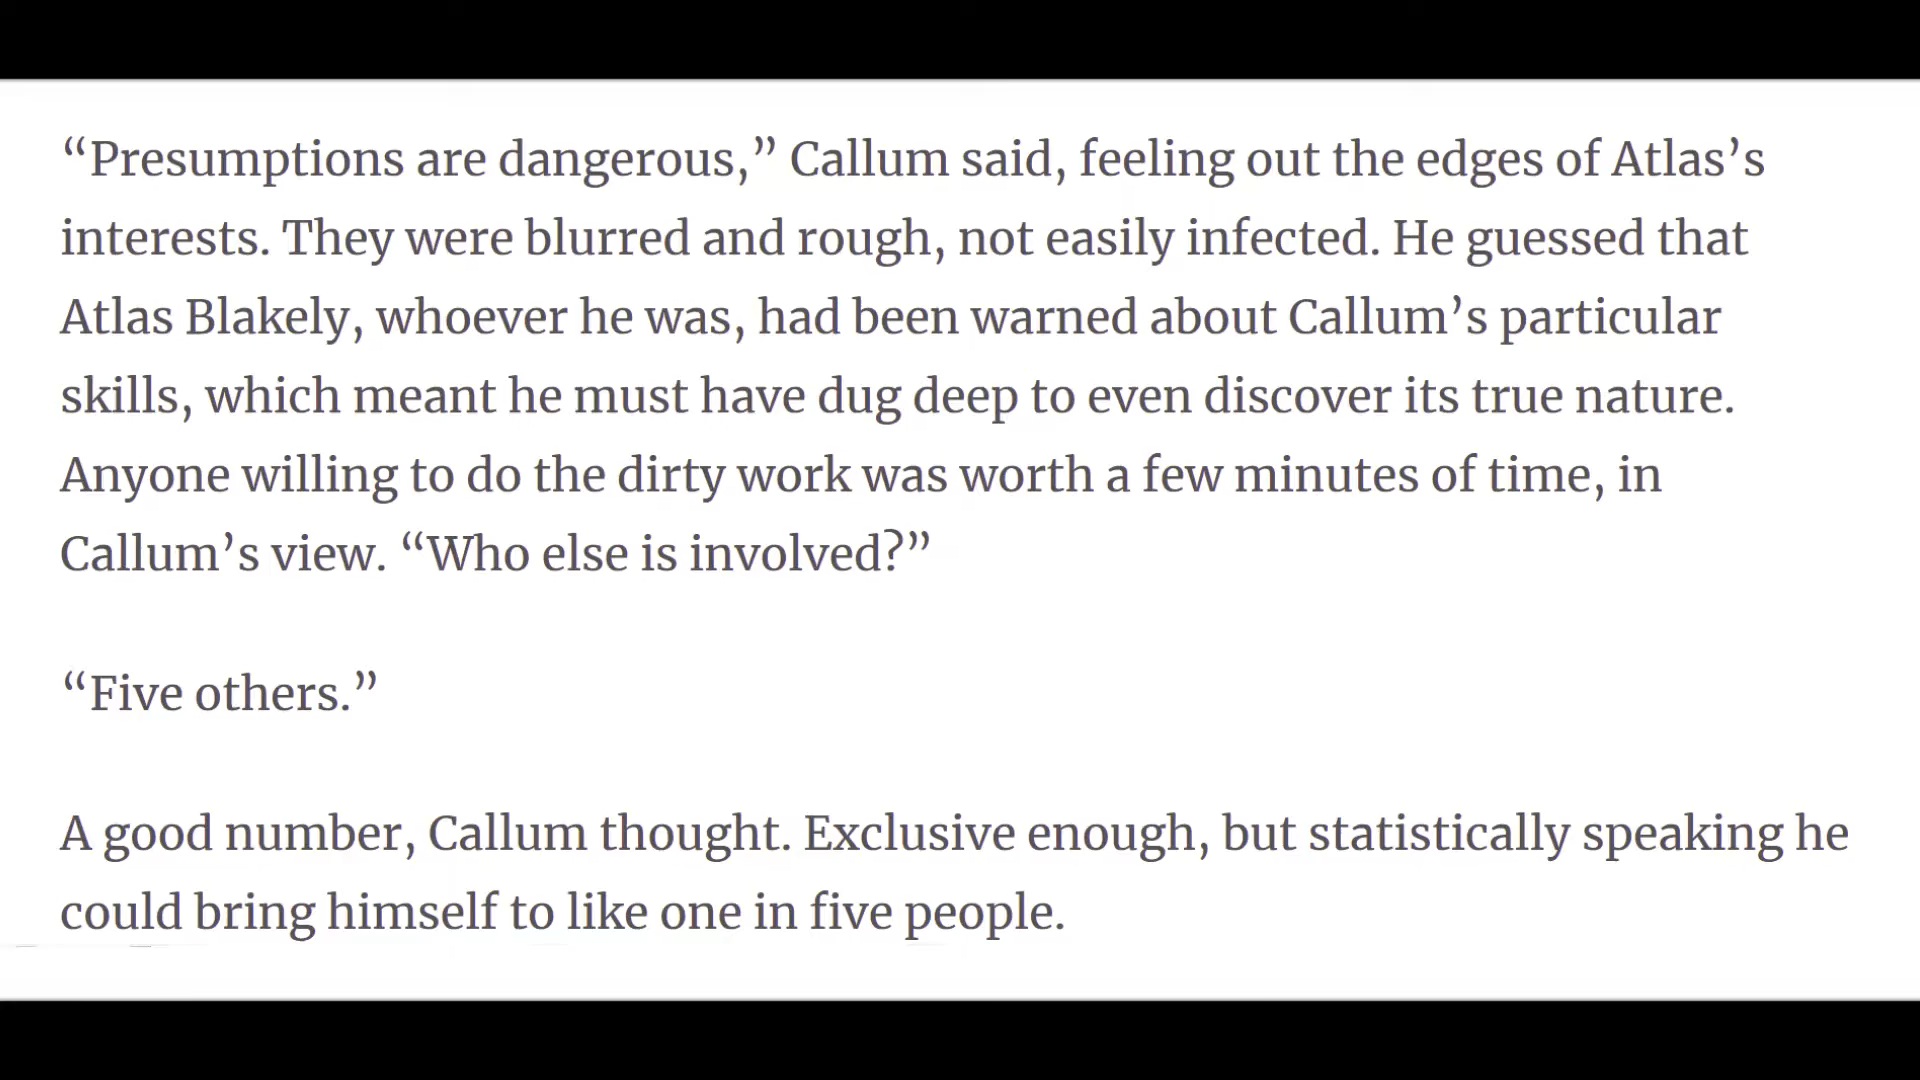 “Presumptions are dangerous,” Callum said, feeling out the edges of Atlas’s
interests. They were blurred and rough, not easily infected. He guessed that
Atlas Blakely, whoever he was, had been warned about Callum’s particular
skills, which meant he must have dug deep to even discover its true nature.
Anyone willing to do the dirty work was worth a few minutes of time, in
Callum’s view. “Who else is involved?”
“Five others.”
A good number, Callum thought. Exclusive enough, but statistically speaking he
could bring himself to like one in five people.